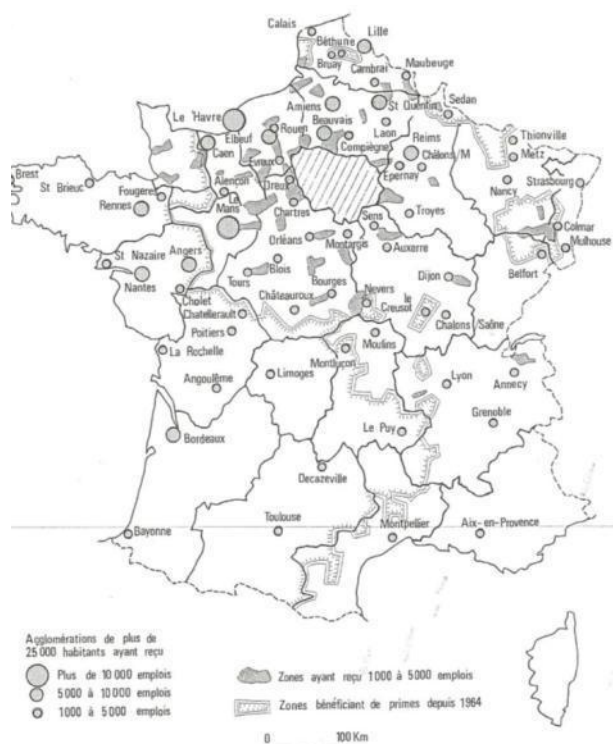 Calais
Lille
Béthune
Bruay
Maubeuge
Cambrai
Amiens
St Quentin
Sedan
Le Havre
Rouen
Elbeuf
Beauvais
Laon
Caen
Compiègne
Reims
Thionville
Evreux
Châlons/M
Metz
Brest
Alençon
Dreux
Epernay
Nancy
Strasbourg
St Brieuc
Fougères
Le Mans
Chartres
Rennes
Sens
Troyes
Colmar
Orléans
Montargis
Mulhouse
St Nazaire
Angers
Auxerre
Belfort
Tours
Blois
Dijon
Nantes
Bourges
Nevers
le Creusot
Cholet
Châteauroux
Chatellerault
Chalons/Saône
Poitiers
Moulins
La Rochelle
Montluçon
Limoges
Lyon
Annecy
Angoulême
Le Puy
Grenoble
Bordeaux
Decazeville
Bayonne
Toulouse
Montpellier
Aix-en-Provence
Agglomérations de plus de
25 000 habitants ayant reçu
Plus de 10 000 emplois
5 000 à 10 000 emplois
1000 à 5 000 emplois
Zones ayant reçu 1 000 à 5 000 emplois
Zones bénéficiant de primes depuis 1964
0 100 Km